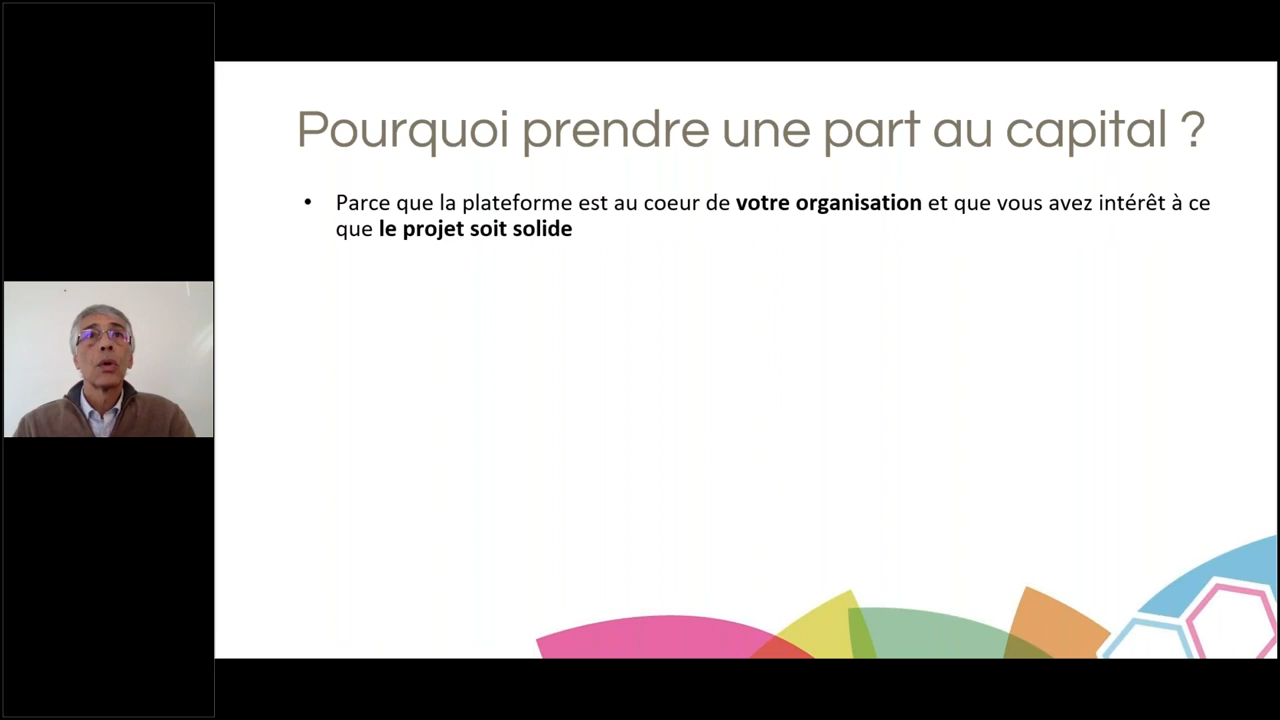 Pourquoi prendre une part au capital ?
• Parce que la plateforme est au coeur de votre organisation et que vous avez intérêt à ce
que le projet soit solide